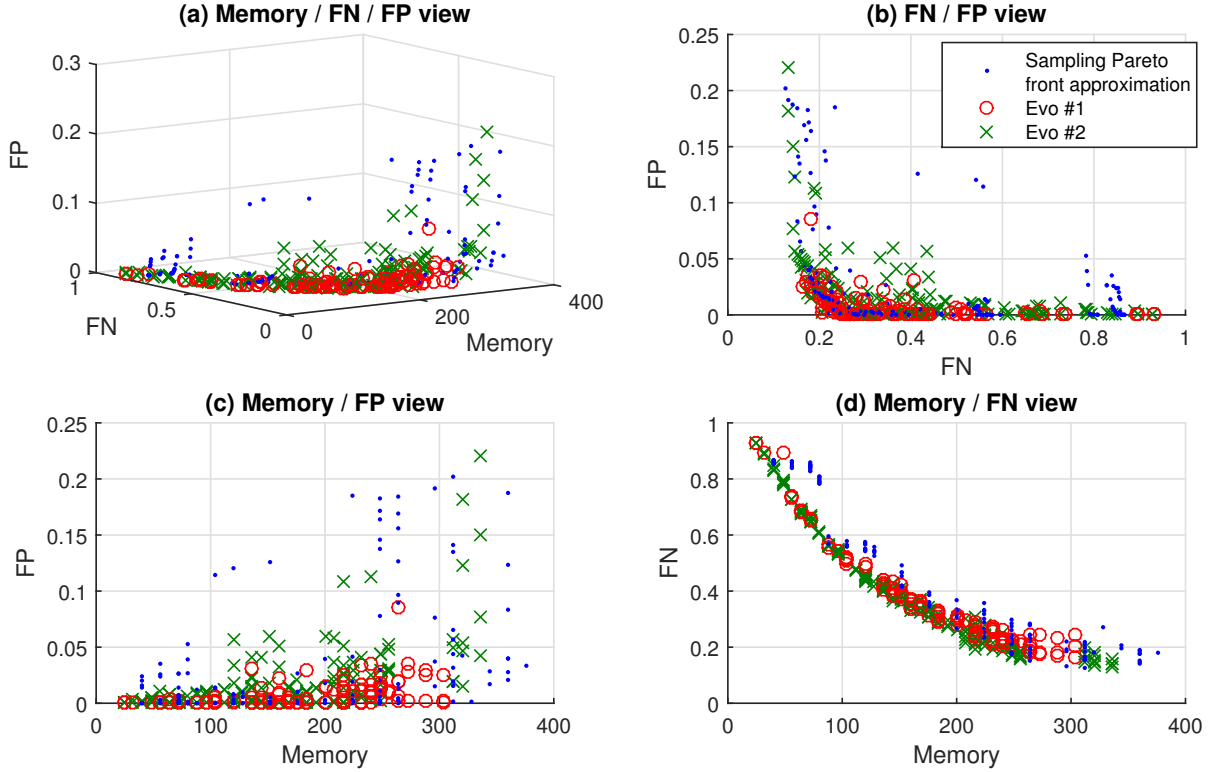 (a) Memory / FN / FP view
0.3
0.2
0.1
0
1
0.5
0
0
200
400
FP
FN
Memory
(b) FN / FP view
0.25
0.2
0.15
0.1
0.05
0
0
0.2
0.4
0.6
0.8
1
FP
FN
Sampling Pareto
front approximation
Evo #1
Evo #2
(c) Memory / FP view
0.25
0.2
0.15
0.1
0.05
0
0
100
200
300
400
FP
Memory
(d) Memory / FN view
1
0.8
0.6
0.4
0.2
0
0
100
200
300
400
FN
Memory